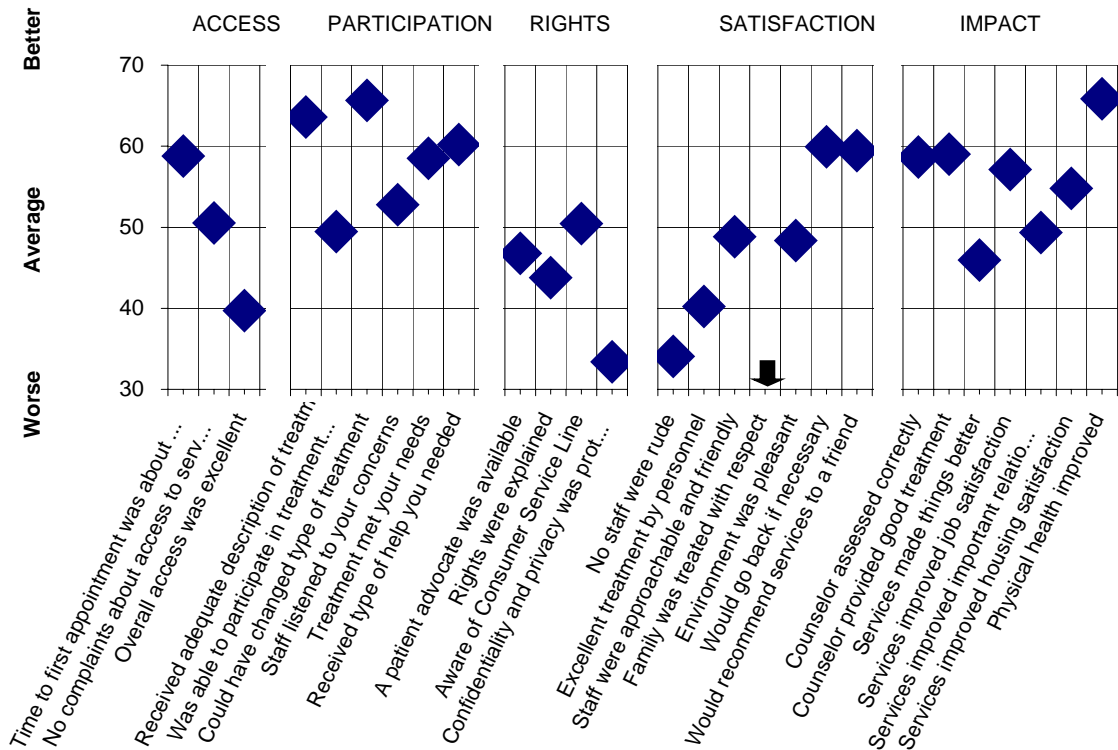 ACCESS PARTICIPATION RIGHTS SATISFACTION IMPACT
Better
Average
Worse
70
60
50
40
30
Time to first appointment was about ...
No complaints about access to serv...
Overall access was excellent
Received adequate description of treatm
Was able to participate in treatment...
Could have changed type of treatment
Staff listened to your concerns
Treatment met your needs
Received type of help you needed
A patient advocate was available
Rights were explained
Aware of Consumer Service Line
Confidentiality and privacy was prot...
No staff were rude
Excellent treatment by personnel
Staff were approachable and friendly
Family was treated with respect
Environment was pleasant
Would go back if necessary
Would recommend services to a friend
Counselor assessed correctly
Counselor provided good treatment
Services made things better
Services improved job satisfaction
Services improved important relatio...
Services improved housing satisfaction
Physical health improved